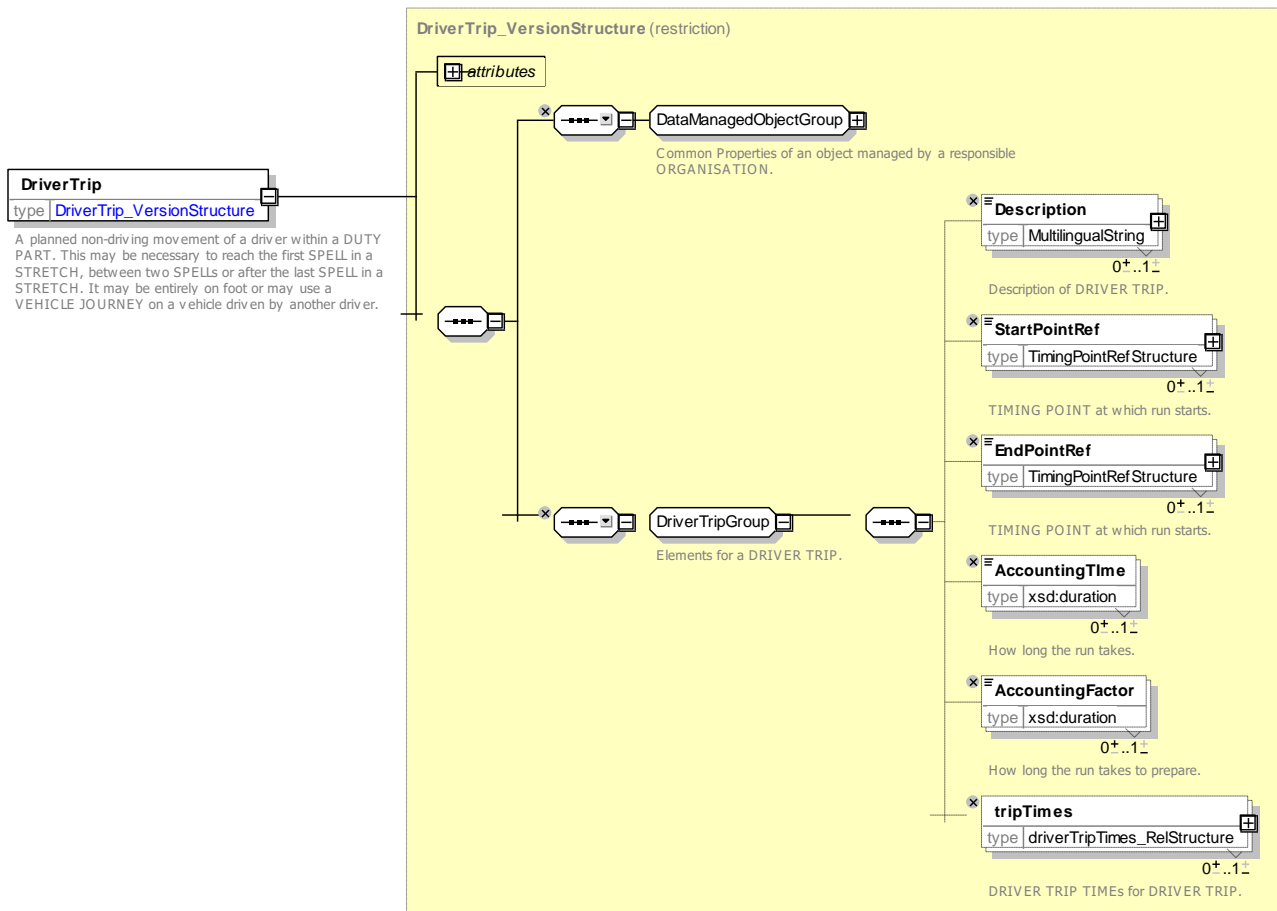 DriverTrip_VersionStructure (restriction)
attributes
DataManagedObjectGroup
Common Properties of an object managed by a responsible
ORGANISATION.
DriverTrip
type DriverTrip_VersionStructure
A planned non-driving movement of a driver within a DUTY
PART. This may be necessary to reach the first SPELL in a
STRETCH, between two SPELLs or after the last SPELL in a
STRETCH. It may be entirely on foot or may use a
VEHICLE JOURNEY on a vehicle driven by another driver.
Description
type MultilingualString
0±..1±
Description of DRIVER TRIP.
StartPointRef
type TimingPointRefStructure
0±..1±
TIMING POINT at which run starts.
EndPointRef
type TimingPointRefStructure
0±..1±
TIMING POINT at which run starts.
DriverTripGroup
Elements for a DRIVER TRIP.
AccountingTIme
type xsd:duration
0±..1±
How long the run takes.
AccountingFactor
type xsd:duration
0±..1±
How long the run takes to prepare.
tripTimes
type driverTripTimes_RelStructure
0±..1±
DRIVER TRIP TIMEs for DRIVER TRIP.